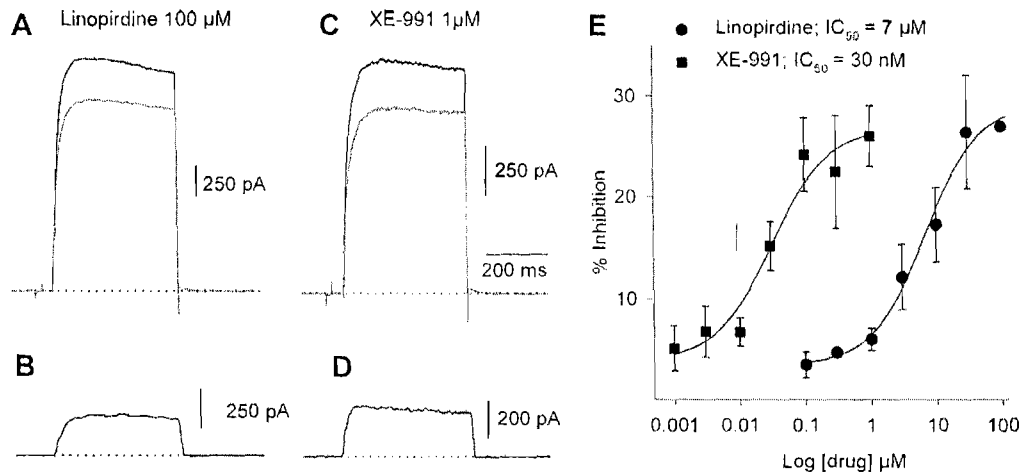 A Linopirdine 100 µM
C XE-991 1µM
E
● Linopirdine; IC50 = 7 µM
■ XE-991; IC50 = 30 nM
250 pA
250 pA
200 ms
B
250 pA
D
200 pA
% Inhibition
30
20
10
0.001 0.01 0.1 1 10 100
Log [drug] µM